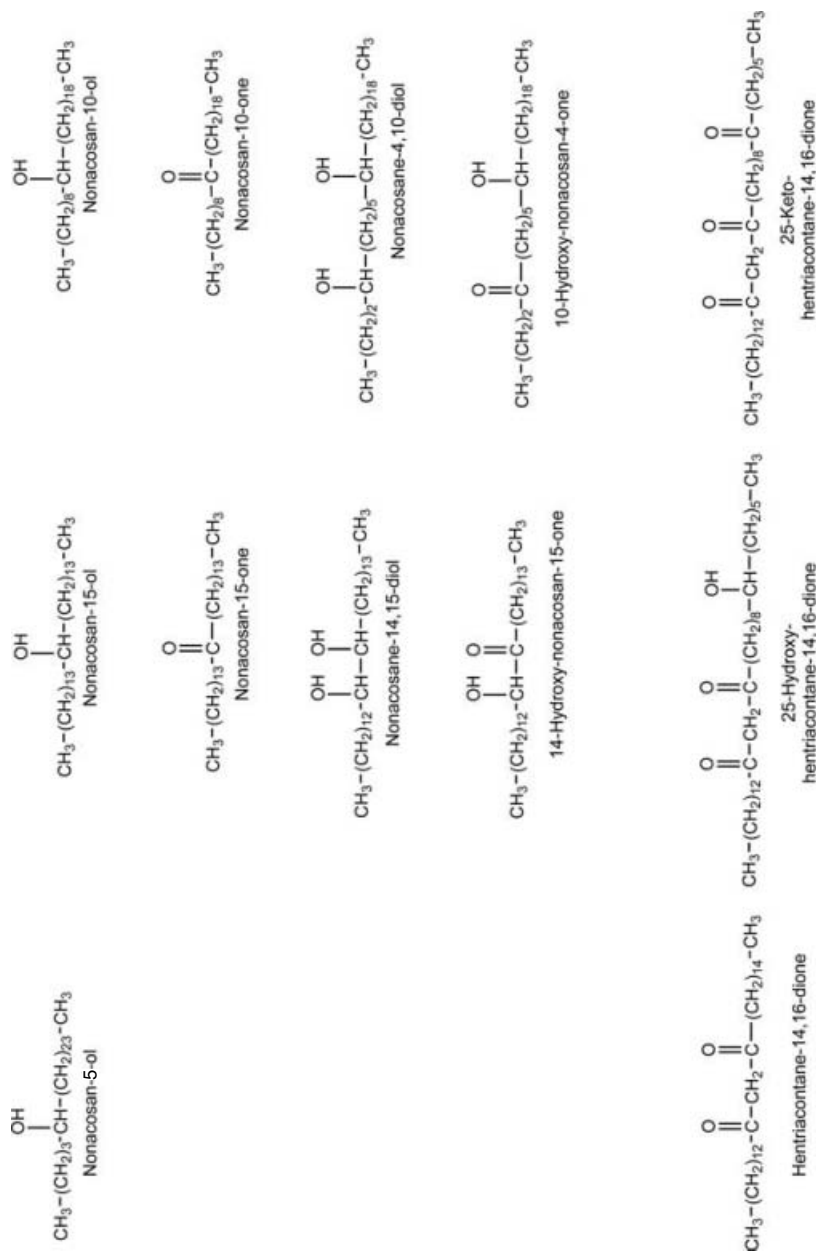 OH
CH3–(CH2)3–CH–(CH2)23–CH3
Nonacosan-5-ol
OH
CH3–(CH2)13–CH–(CH2)13–CH3
Nonacosan-15-ol
OH
CH3–(CH2)8–CH–(CH2)18–CH3
Nonacosan-10-ol
O
CH3–(CH2)13–C–(CH2)13–CH3
Nonacosan-15-one
O
CH3–(CH2)8–C–(CH2)18–CH3
Nonacosan-10-one
OH OH
CH3–(CH2)12–CH–CH–(CH2)13–CH3
Nonacosane-14,15-diol
OH OH
CH3–(CH2)2–CH–(CH2)5–CH–(CH2)18–CH3
Nonacosane-4,10-diol
OH O
CH3–(CH2)12–CH–C–(CH2)13–CH3
14-Hydroxy-nonacosan-15-one
O OH
CH3–(CH2)2–C–(CH2)5–CH–(CH2)18–CH3
10-Hydroxy-nonacosan-4-one
O O
CH3–(CH2)12–C–CH2–C–(CH2)14–CH3
Hentriacontane-14,16-dione
O O OH
CH3–(CH2)12–C–CH2–C–(CH2)8–CH–(CH2)5–CH3
25-Hydroxy-
hentriacontane-14,16-dione
O O O
CH3–(CH2)12–C–CH2–C–(CH2)8–C–(CH2)5–CH3
25-Keto-
hentriacontane-14,16-dione